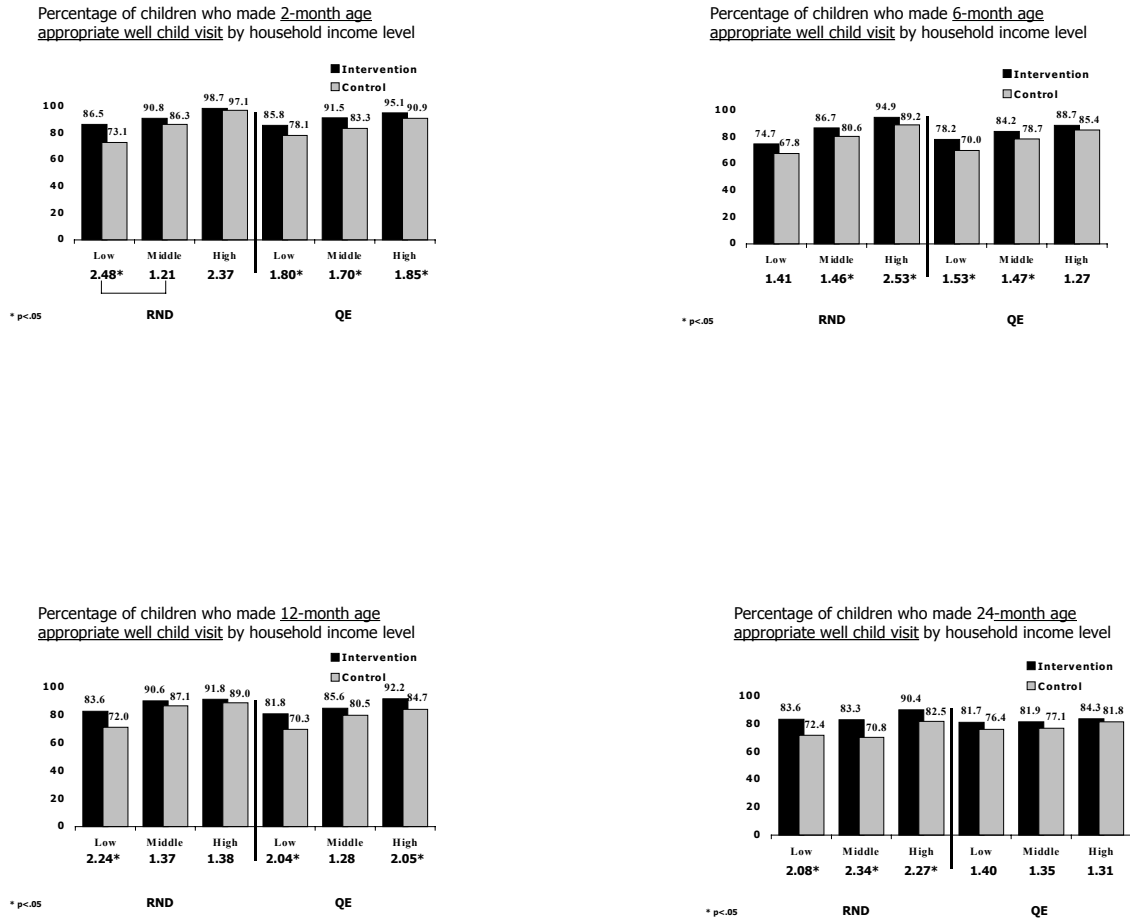 Percentage of children who made 2-month age
appropriate well child visit by household income level
Intervention
Control
100
80
60
40
20
0
86.5 73.1 90.8 86.3 98.7 97.1 85.8 78.1 91.5 83.3 95.1 90.9
Low Middle High Low Middle High
2.48* 1.21 2.37 1.80* 1.70* 1.85*
* p<.05 RND QE
Percentage of children who made 6-month age
appropriate well child visit by household income level
Intervention
Control
100
80
60
40
20
0
74.7 67.8 86.7 80.6 94.9 89.2 78.2 70.0 84.2 78.7 88.7 85.4
Low Middle High Low Middle High
1.41 1.46* 2.53* 1.53* 1.47* 1.27
* p<.05 RND QE
Percentage of children who made 12-month age
appropriate well child visit by household income level
Intervention
Control
100
80
60
40
20
0
83.6 72.0 90.6 87.1 91.8 89.0 81.8 70.3 85.6 80.5 92.2 84.7
Low Middle High Low Middle High
2.24* 1.37 1.38 2.04* 1.28 2.05*
* p<.05 RND QE
Percentage of children who made 24-month age
appropriate well child visit by household income level
Intervention
Control
100
80
60
40
20
0
83.6 72.4 83.3 70.8 90.4 82.5 81.7 76.4 81.9 77.1 84.3 81.8
Low Middle High Low Middle High
2.08* 2.34* 2.27* 1.40 1.35 1.31
* p<.05 RND QE